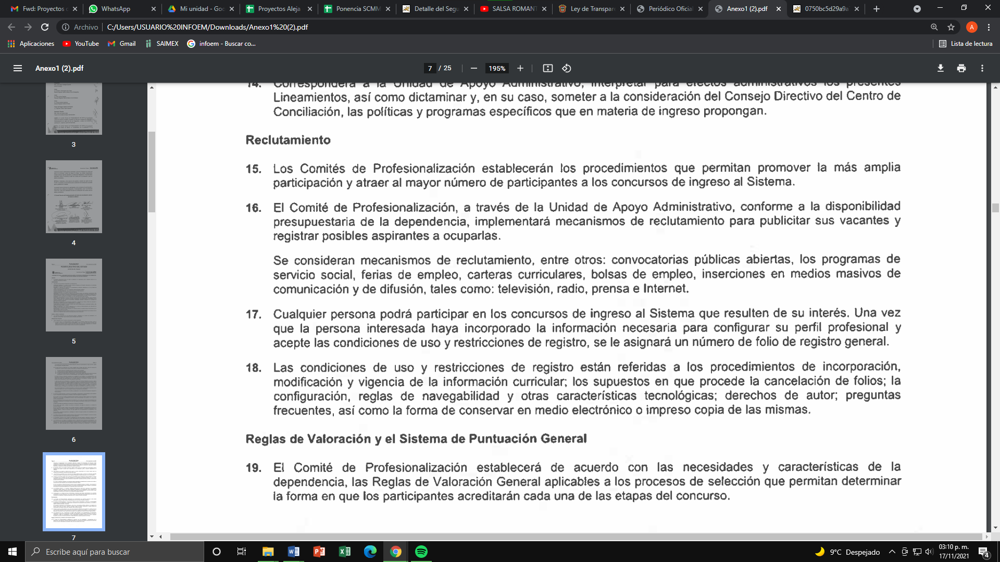 Fwd: Proyectos c
WhatsApp
Mi unidad - Goo
Proyectos Aleja
Ponencia SCMM
Detalle del Segu
SALSA ROMANT
Ley de Transpar
Periódico Oficial
Anexo1 (2).pdf
0750bc5d29a9a
Archivo
C:/Users/USUARIO%20INFOEM/Downloads/Anexo1%20(2).pdf
A
Aplicaciones
YouTube
Gmail
SAIMEX
infoem - Buscar co...
Lista de lectura
Anexo1 (2).pdf
7 / 25
195%
3
4
5
6
7
14. Corresponderá a la Unidad de Apoyo Administrativo, interpretar para efectos administrativos los presentes
Lineamientos, así como dictaminar y, en su caso, someter a la consideración del Consejo Directivo del Centro de
Conciliación, las políticas y programas específicos que en materia de ingreso propongan.
Reclutamiento
15. Los Comités de Profesionalización establecerán los procedimientos que permitan promover la más amplia
participación y atraer al mayor número de participantes a los concursos de ingreso al Sistema.
16. El Comité de Profesionalización, a través de la Unidad de Apoyo Administrativo, conforme a la disponibilidad
presupuestaria de la dependencia, implementará mecanismos de reclutamiento para publicitar sus vacantes y
registrar posibles aspirantes a ocuparlas.
Se consideran mecanismos de reclutamiento, entre otros: convocatorias públicas abiertas, los programas de
servicio social, ferias de empleo, carteras curriculares, bolsas de empleo, inserciones en medios masivos de
comunicación y de difusión, tales como: televisión, radio, prensa e Internet.
17. Cualquier persona podrá participar en los concursos de ingreso al Sistema que resulten de su interés. Una vez
que la persona interesada haya incorporado la información necesaria para configurar su perfil profesional y
acepte las condiciones de uso y restricciones de registro, se le asignará un número de folio de registro general.
18. Las condiciones de uso y restricciones de registro están referidas a los procedimientos de incorporación,
modificación y vigencia de la información curricular; los supuestos en que procede la cancelación de folios; la
configuración, reglas de navegabilidad y otras características tecnológicas; derechos de autor; preguntas
frecuentes, así como la forma de conservar en medio electrónico o impreso copia de las mismas.
Reglas de Valoración y el Sistema de Puntuación General
19. El Comité de Profesionalización establecerá de acuerdo con las necesidades y características de la
dependencia, las Reglas de Valoración General aplicables a los procesos de selección que permitan determinar
la forma en que los participantes acreditarán cada una de las etapas del concurso.
Escribe aquí para buscar
9°C Despejado
03:10 p. m.
17/11/2021
4